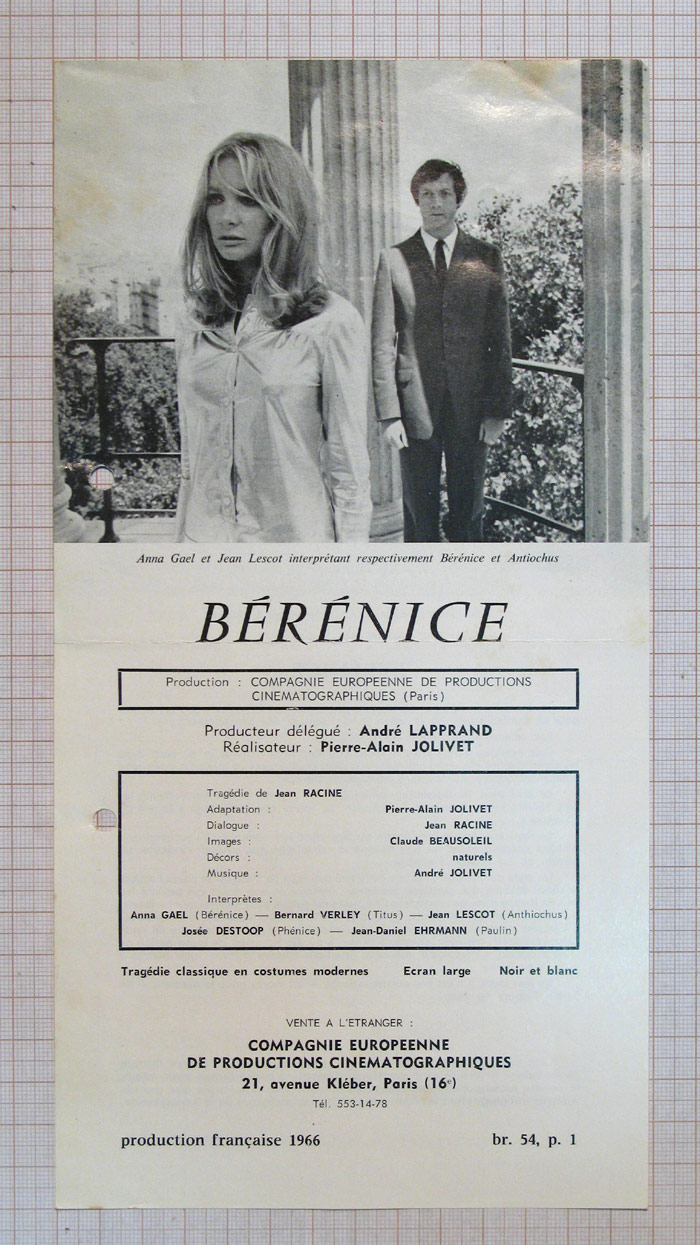 Anna Gael et Jean Lescot interprétant respectivement Bérénice et Antiochus
BÉRÉNICE
Production : COMPAGNIE EUROPEENNE DE PRODUCTIONS
CINEMATOGRAPHIQUES (Paris)
Producteur délégué : André LAPPRAND
Réalisateur : Pierre-Alain JOLIVET
Tragédie de Jean RACINE
Adaptation : Pierre-Alain JOLIVET
Dialogue : Jean RACINE
Images : Claude BEAUSOLEIL
Décors : naturels
Musique : André JOLIVET
Interprètes :
Anna GAEL (Bérénice) — Bernard VERLEY (Titus) — Jean LESCOT (Anthiochus)
Josée DESTOOP (Phénice) — Jean-Daniel EHRMANN (Paulin)
Tragédie classique en costumes modernes Ecran large Noir et blanc
VENTE A L'ETRANGER :
COMPAGNIE EUROPEENNE
DE PRODUCTIONS CINEMATOGRAPHIQUES
21, avenue Kléber, Paris (16e)
Tél. 553-14-78
production française 1966 br. 54, p. 1